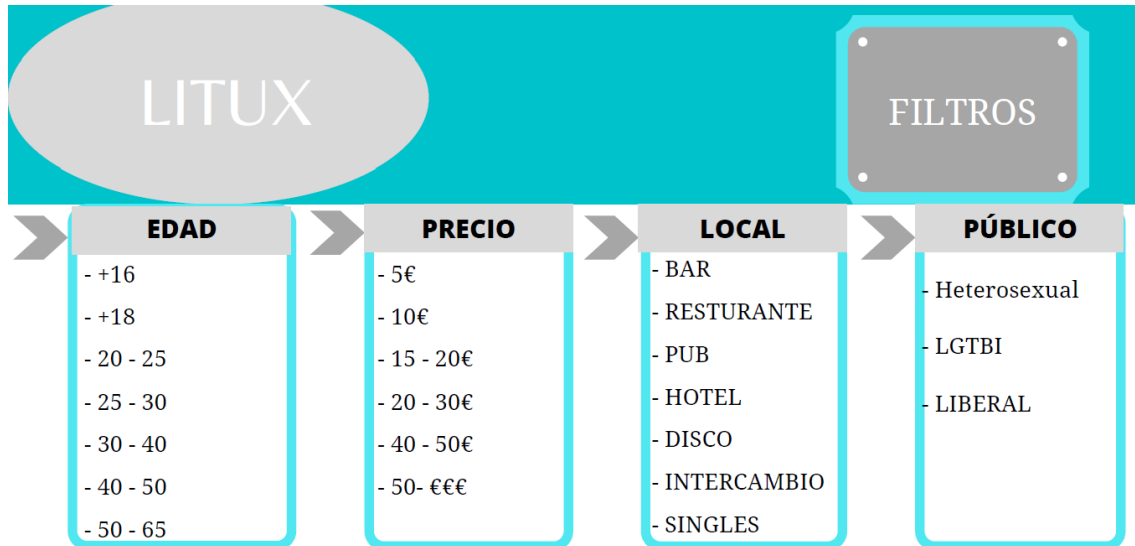 LITUX
FILTROS
EDAD
- +16
- +18
- 20 - 25
- 25 - 30
- 30 - 40
- 40 - 50
- 50 - 65
PRECIO
- 5€
- 10€
- 15 - 20€
- 20 - 30€
- 40 - 50€
- 50- €€€
LOCAL
- BAR
- RESTURANTE
- PUB
- HOTEL
- DISCO
- INTERCAMBIO
- SINGLES
PÚBLICO
- Heterosexual
- LGTBI
- LIBERAL